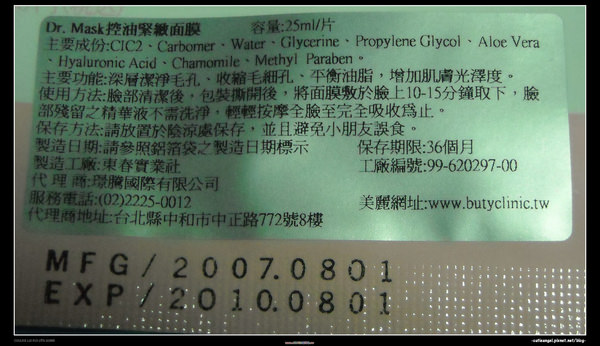 Dr. Mask控油緊緻面膜 容量:25ml/片
主要成份:ClC2、Carbomer、Water、Glycerine、Propylene Glycol、Aloe Vera
、Hyaluronic Acid、Chamomile、Methyl Paraben。
主要功能:深層潔淨毛孔、收縮毛細孔、平衡油脂，增加肌膚光澤度。
使用方法:臉部清潔後，包裝撕開後，將面膜敷於臉上10-15分鐘取下，臉
部殘留之精華液不需洗淨，輕輕按摩全臉至完全吸收為止。
保存方法:請放置於陰涼處保存，並且避免小朋友誤食。
製造日期:請參照鋁箔袋之製造日期標示 保存期限:36個月
製造工廠:東春實業社 工廠編號:99-620297-00
代 理 商:璟騰國際有限公司
服務電話:(02)2225-0012 美麗網址:www.butyclinic.tw
代理商地址:台北縣中和市中正路772號8樓
MFG/2007.0801
EXP/2010.0801